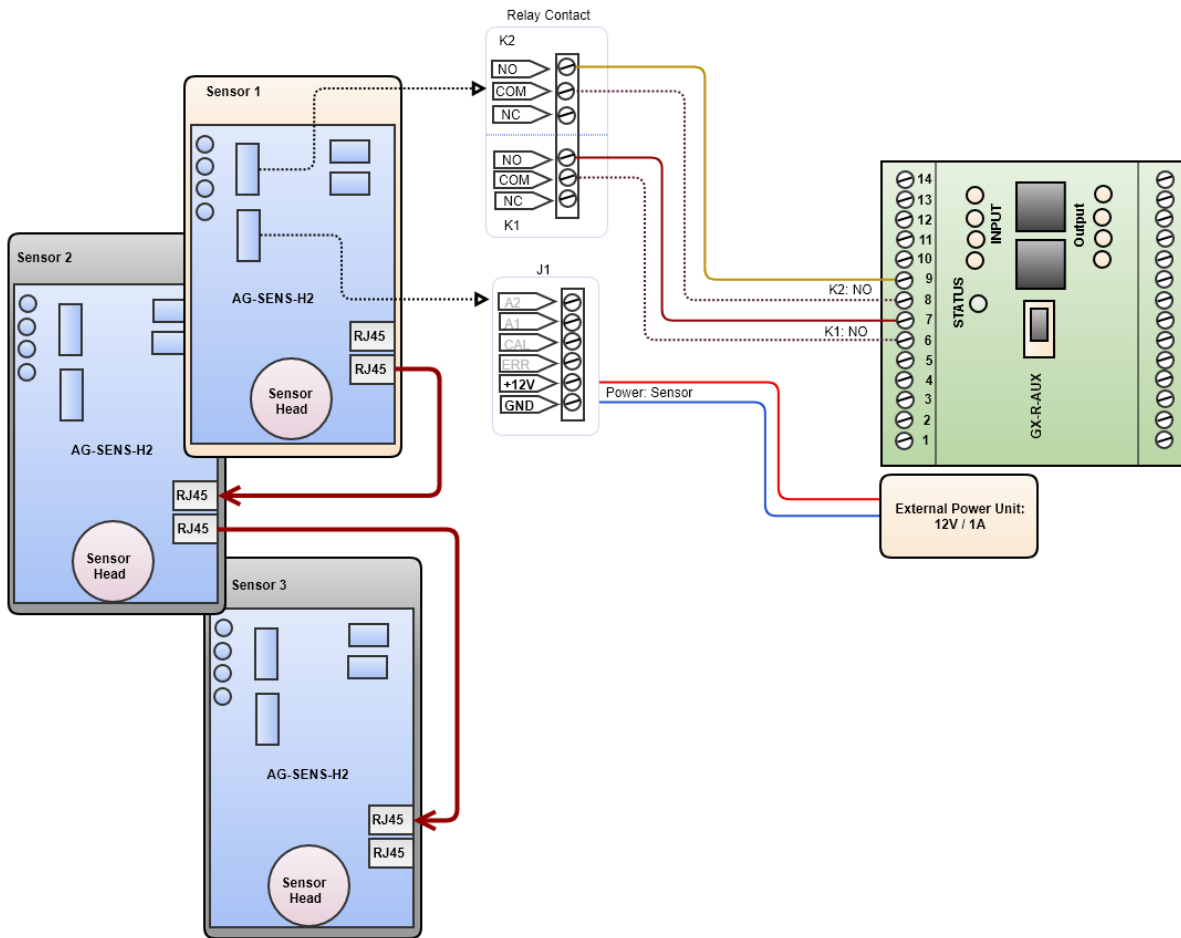 Relay Contact
K2
NO
COM
NC
NO
COM
NC
K1
Sensor 1
AG-SENS-H2
RJ45
RJ45
Sensor
Head
Sensor 2
AG-SENS-H2
RJ45
RJ45
Sensor
Head
Sensor 3
AG-SENS-H2
RJ45
RJ45
Sensor
Head
J1
A2
A1
CAL
ERR
+12V
GND
Power: Sensor
K2: NO
K1: NO
14
13
12
11
10
9
8
7
6
5
4
3
2
1
INPUT
Output
STATUS
GX-R-AUX
External Power Unit:
12V / 1A